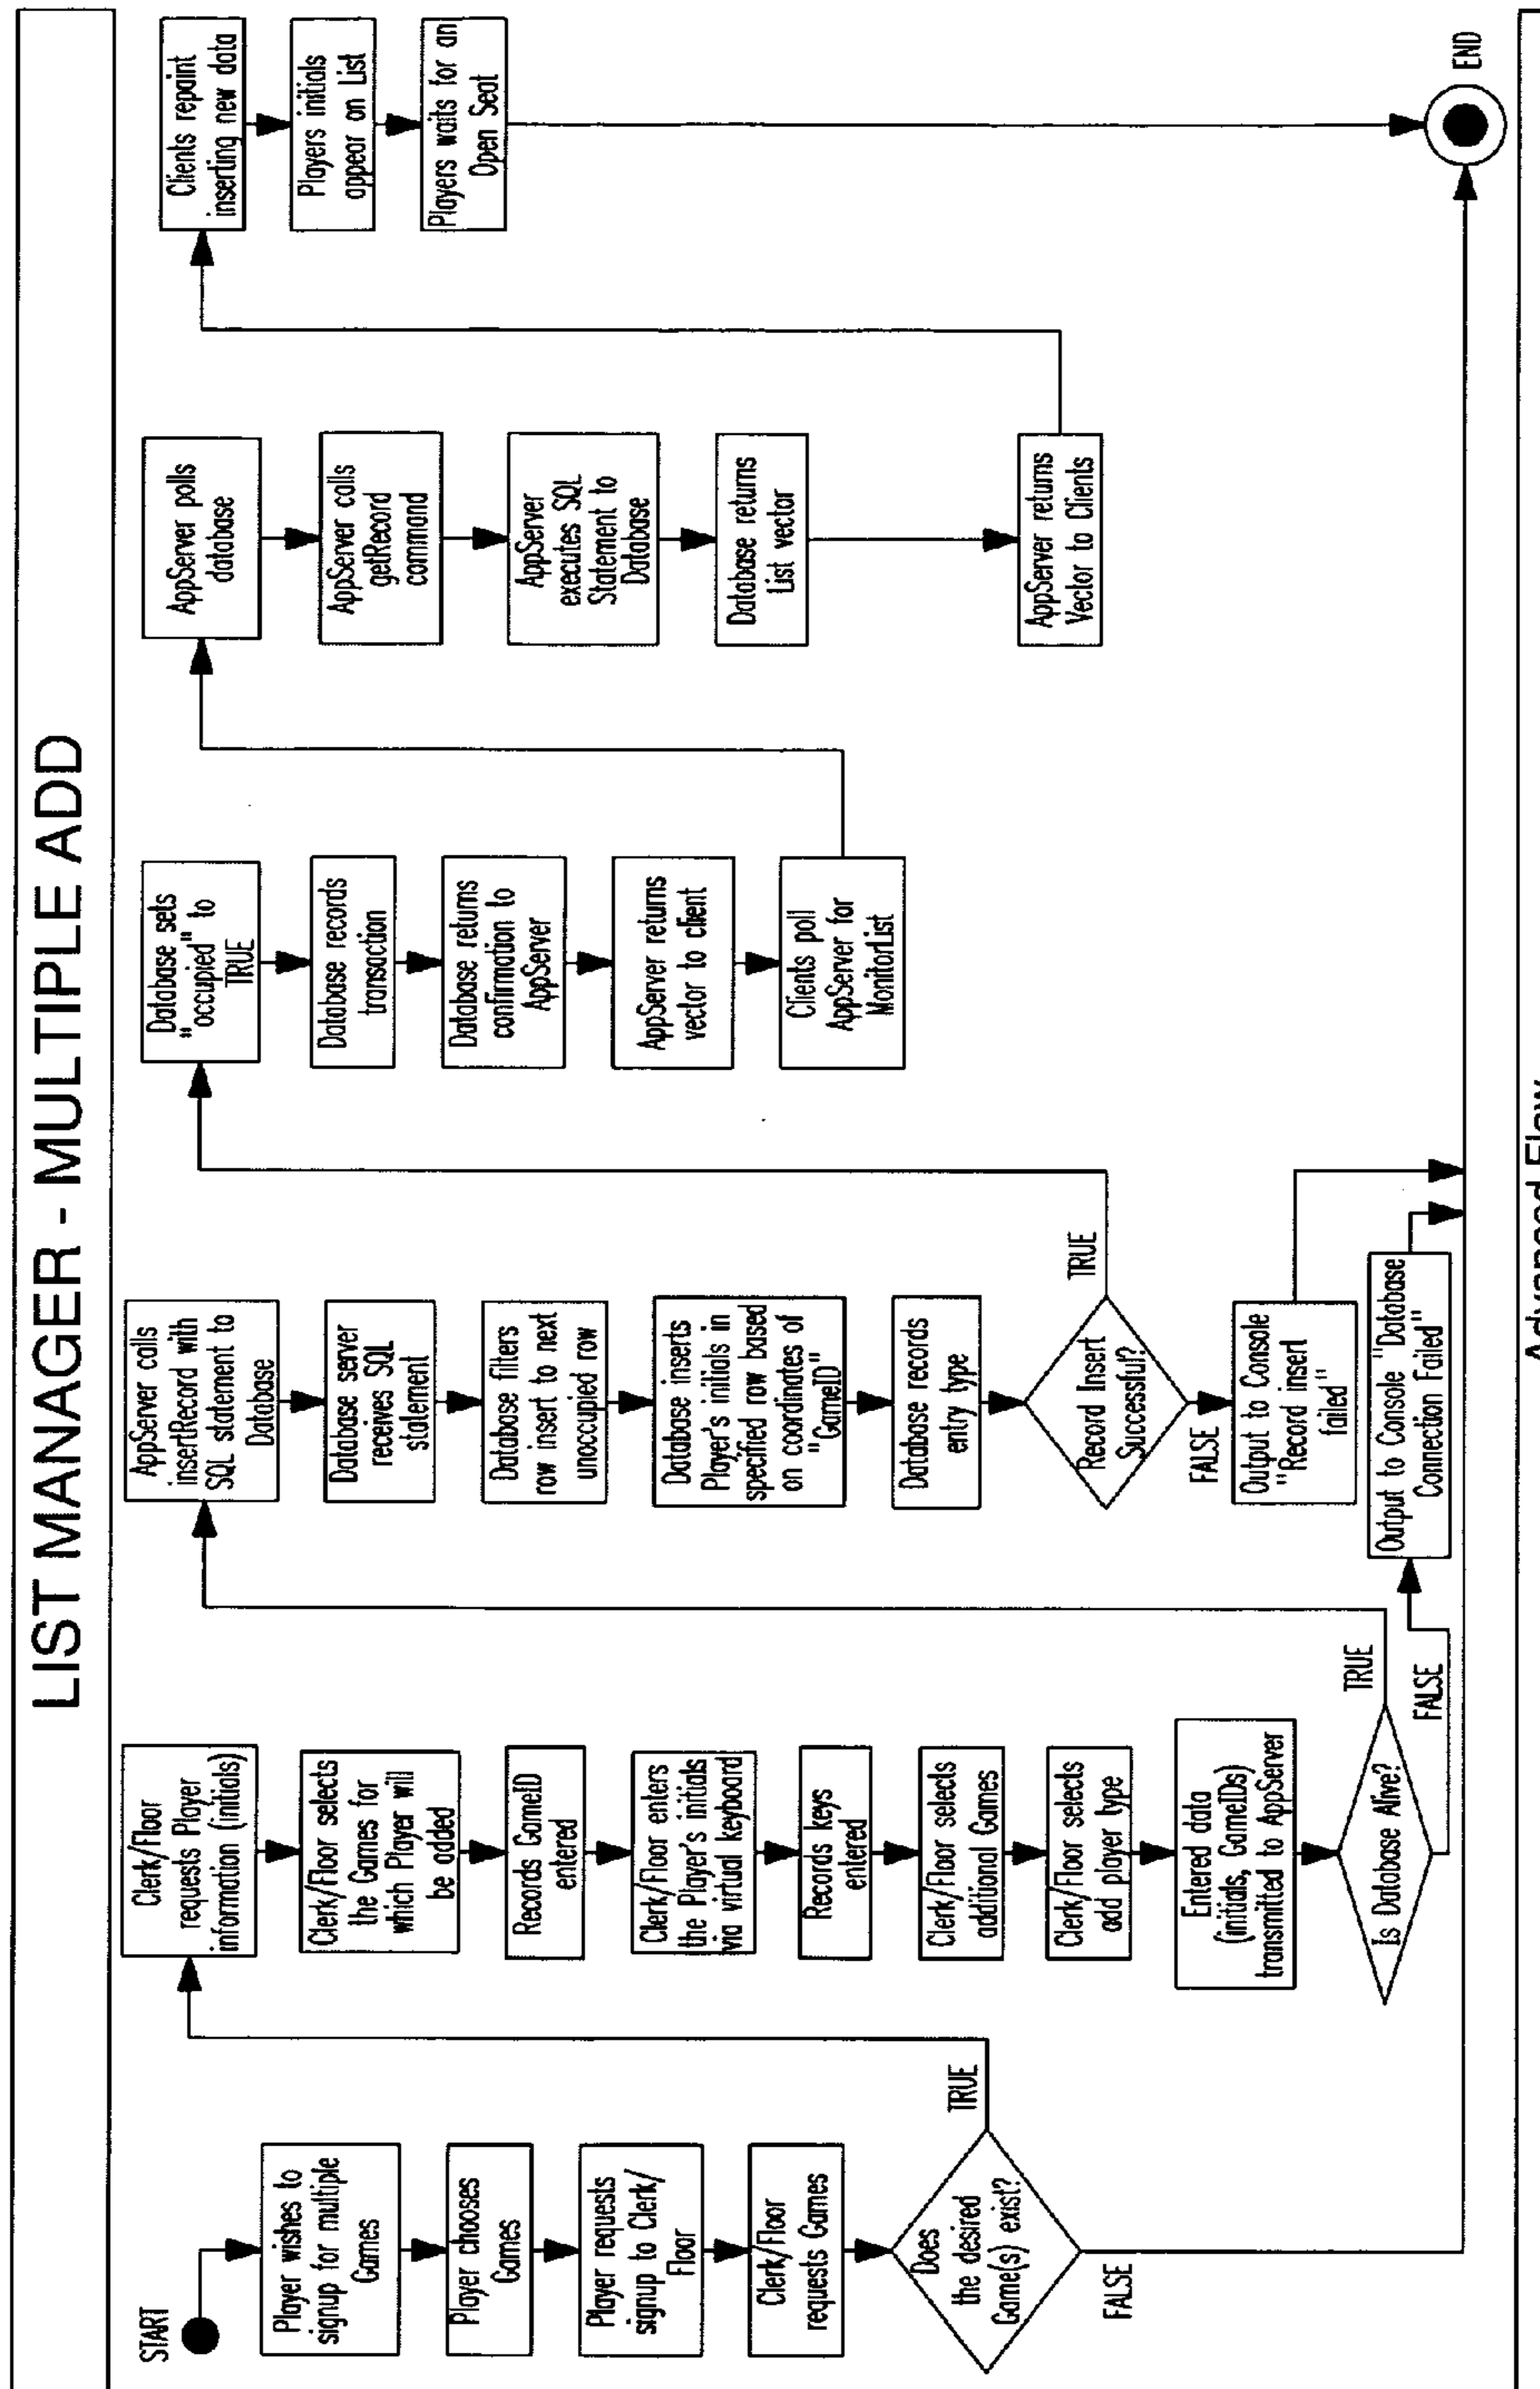 LIST MANAGER - MULTIPLE ADD
START
Player wishes to
signup for multiple
Games
Player chooses
Games
Player requests
signup to Clerk/
Floor
Clerk/Floor
requests Games
Does
the desired
Game(s) exist?
TRUE
FALSE
Clerk/Floor
requests Player
information (initials)
Clerk/Floor selects
the Games for
which Player will
be added
Records GameID
entered
Clerk/Floor enters
the Player's initials
via virtual keyboard
Records keys
entered
Clerk/Floor selects
additional Games
Clerk/Floor selects
add player type
Entered data
(initials, GameIDs)
transmitted to AppServer
Is Database Alive?
TRUE
FALSE
AppServer calls
insertRecord with
SQL statement to
Database
Database server
receives SQL
statement
Database filters
row insert to next
unoccupied row
Database inserts
Player's initials in
specified row based
on coordinates of
"GameID"
Database records
entry type
Record Insert
Successful?
TRUE
FALSE
Output to Console
"Record insert
failed"
Output to Console "Database
Connection Failed"
Database sets
"occupied" to
TRUE
Database records
transaction
Database returns
confirmation to
AppServer
AppServer returns
vector to client
Clients poll
AppServer for
MonitorList
AppServer polls
database
AppServer calls
getRecord
command
AppServer
executes SQL
Statement to
Database
Database returns
List vector
AppServer returns
Vector to Clients
Clients repaint
inserting new data
Players initials
appear on List
Players waits for an
Open Seat
END
Advanced Flow